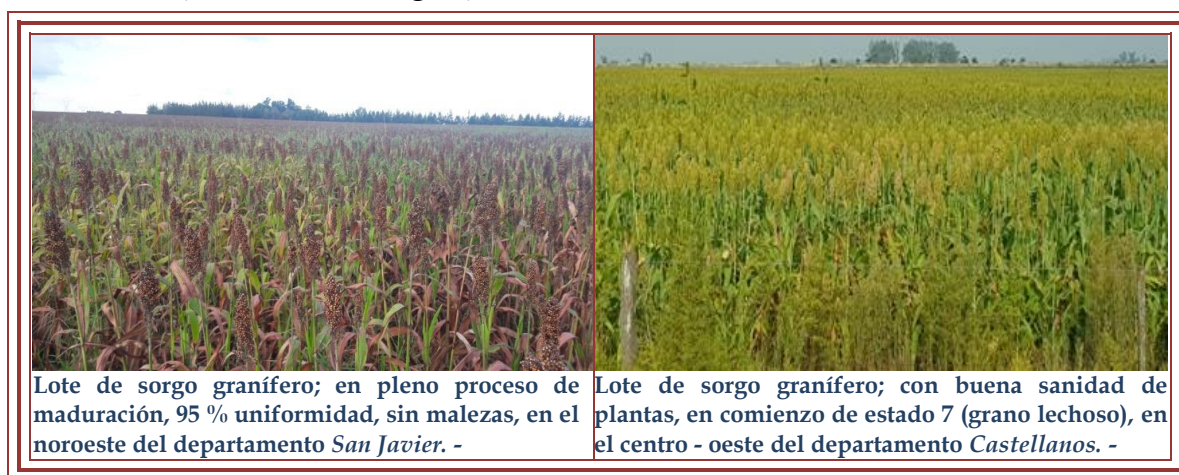 Lote de sorgo granífero; en pleno proceso de
maduración, 95 % uniformidad, sin malezas, en el
noroeste del departamento San Javier. -
Lote de sorgo granífero; con buena sanidad de
plantas, en comienzo de estado 7 (grano lechoso), en
el centro - oeste del departamento Castellanos. -